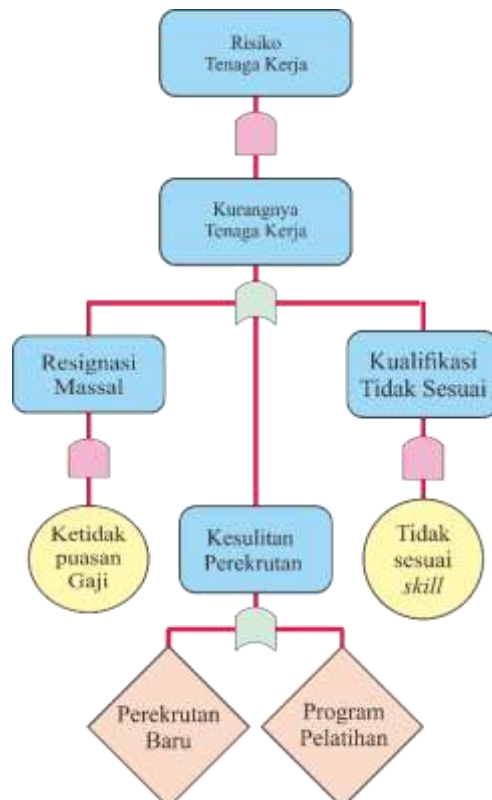 Risiko
Tenaga Kerja
Kurangnya
Tenaga Kerja
Resignasi
Massal
Kualifikasi
Tidak Sesuai
Ketidak
puasan
Gaji
Kesulitan
Perekrutan
Tidak
sesuai
skill
Perekrutan
Baru
Program
Pelatihan